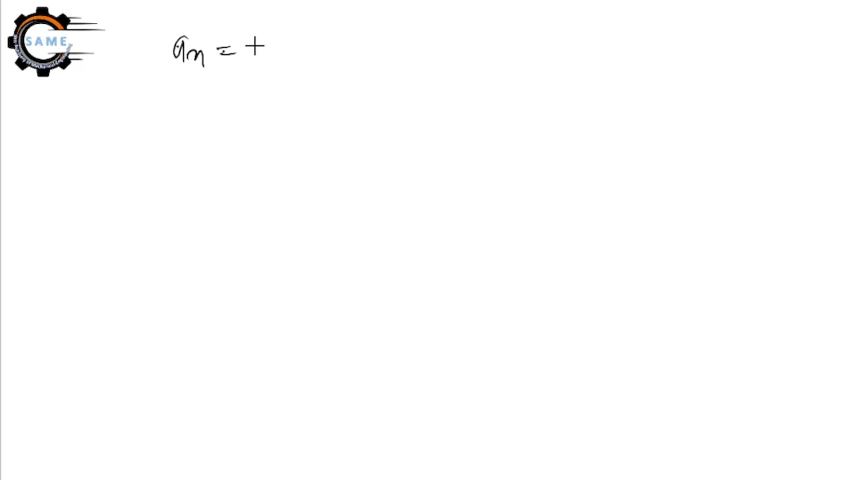 SAME
aₙ = +